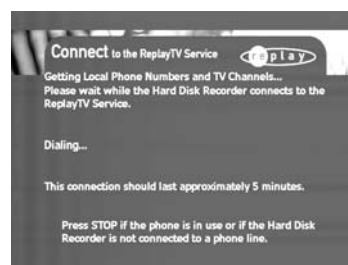 Connect to the ReplayTV Service
replay
Getting Local Phone Numbers and TV Channels...
Please wait while the Hard Disk Recorder connects to the
ReplayTV Service.
Dialing...
This connection should last approximately 5 minutes.
Press STOP if the phone is in use or if the Hard Disk
Recorder is not connected to a phone line.